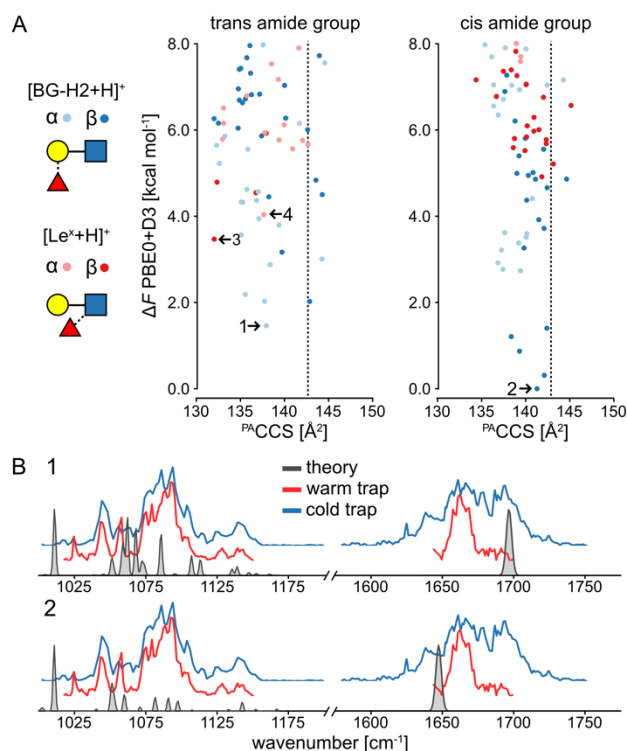 A
trans amide group
cis amide group
[BG-H2+H]⁺
α β
[Leˣ+H]⁺
α β
ΔF PBE0+D3 [kcal mol⁻¹]
8.0
6.0
4.0
2.0
0.0
8.0
6.0
4.0
2.0
0.0
←4
←3
1→
2→
130 135 140 145 150
130 135 140 145 150
ᴾᴬCCS [Å²]
ᴾᴬCCS [Å²]
B
1
theory
warm trap
cold trap
1025 1075 1125 1175 1600 1650 1700 1750
2
1025 1075 1125 1175 1600 1650 1700 1750
wavenumber [cm⁻¹]